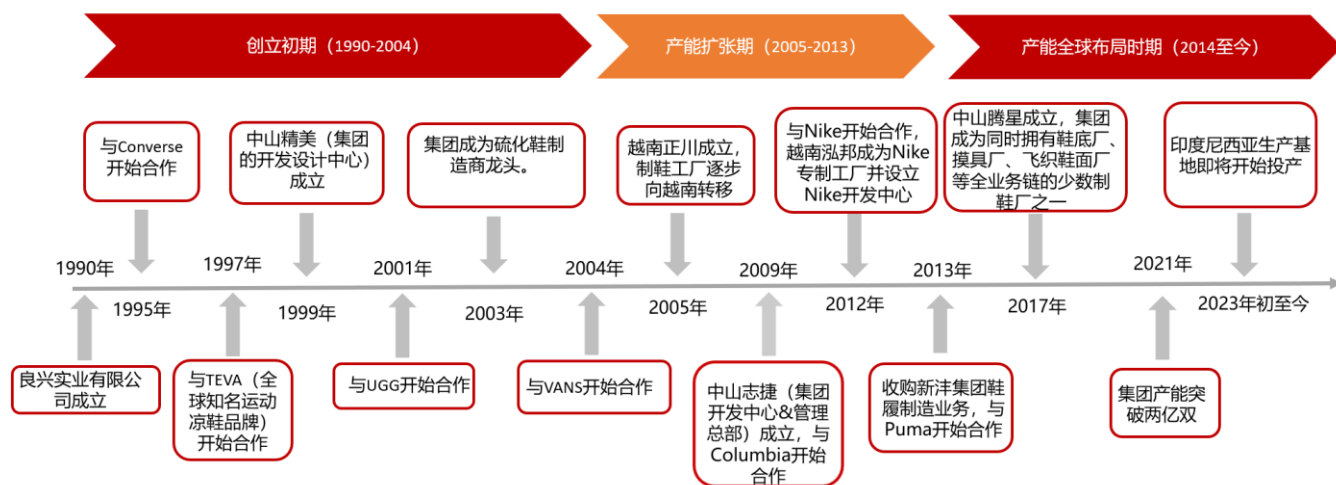 创立初期（1990-2004）
产能扩张期（2005-2013）
产能全球布局时期（2014至今）
与Converse
开始合作
中山精美（集团
的开发设计中心）
成立
集团成为硫化鞋制
造商龙头。
越南正川成立，
制鞋工厂逐步
向越南转移
与Nike开始合作，
越南泓邦成为Nike
专制工厂并设立
Nike开发中心
中山腾星成立，集团
成为同时拥有鞋底厂、
摸具厂、飞织鞋面厂
等全业务链的少数制
鞋厂之一
印度尼西亚生产基
地即将开始投产
1990年
1997年
2001年
2004年
2009年
2013年
2021年
1995年
1999年
2003年
2005年
2012年
2017年
2023年初至今
良兴实业有限公
司成立
与TEVA（全
球知名运动
凉鞋品牌）
开始合作
与UGG开始合作
与VANS开始合作
中山志捷（集团
开发中心&管理
总部）成立，与
Columbia开始
合作
收购新沣集团鞋
履制造业务，与
Puma开始合作
集团产能突
破两亿双